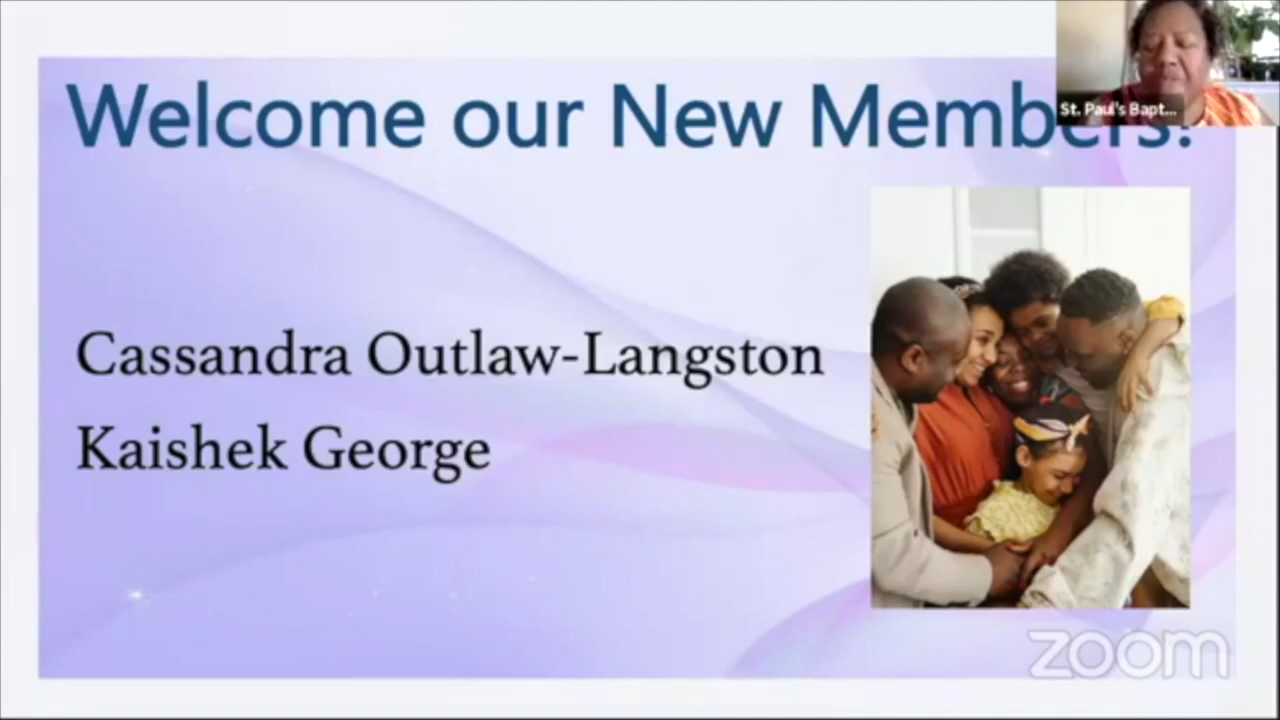 Welcome our New Members!
St. Paul's Bapt...
Cassandra Outlaw-Langston
Kaishek George
zoom